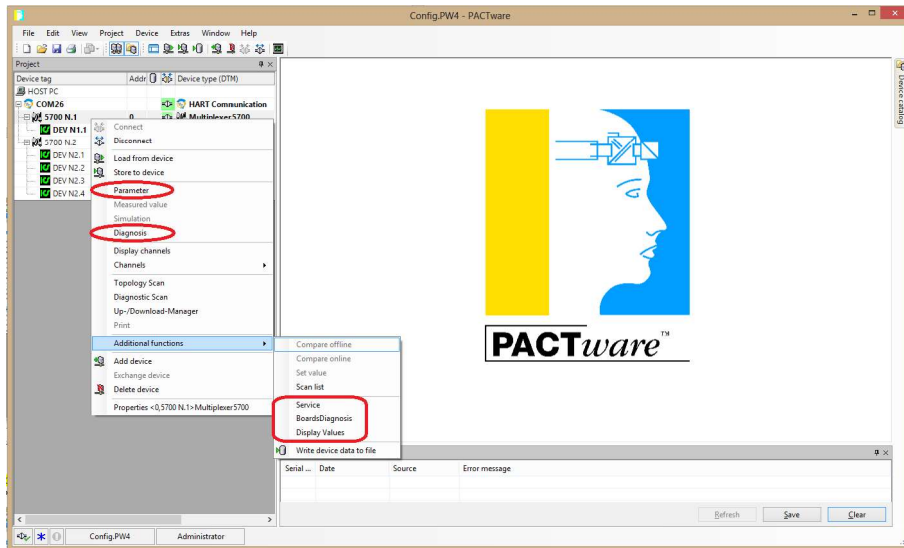 Config.PW4 - PACTware
File Edit View Project Device Extras Window Help
Project
Device tag Addr Device type (DTM)
HOST PC
COM26 HART Communication
5700 N.1 0 Multiplexer5700
DEV N1.1
5700 N.2
DEV N2.1
DEV N2.2
DEV N2.3
DEV N2.4
Connect
Disconnect
Load from device
Store to device
Parameter
Measured value
Simulation
Diagnosis
Display channels
Channels
Topology Scan
Diagnostic Scan
Up-/Download-Manager
Print
Additional functions
Add device
Exchange device
Delete device
Properties <0,5700 N.1>Multiplexer5700
Compare offline
Compare online
Set value
Scan list
Service
BoardsDiagnosis
Display Values
Write device data to file
PACTware™
Device catalog
Serial ... Date Source Error message
Refresh Save Clear
Config.PW4 Administrator